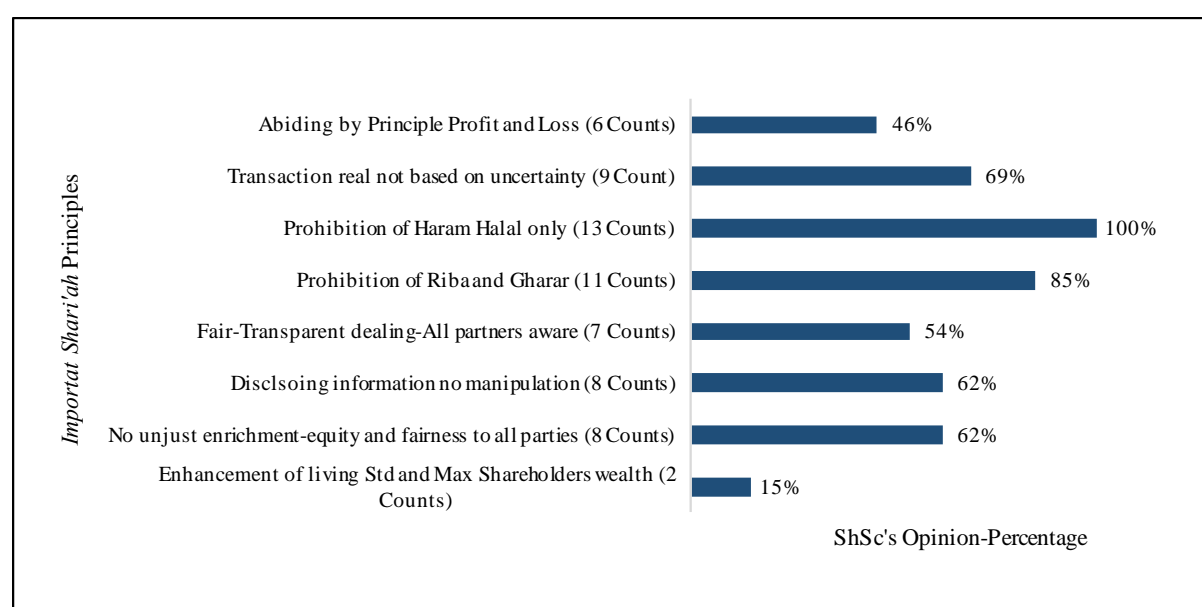 Importat Shari'ah Principles
Abiding by Principle Profit and Loss (6 Counts)
46%
Transaction real not based on uncertainty (9 Count)
69%
Prohibition of Haram Halal only (13 Counts)
100%
Prohibition of Riba and Gharar (11 Counts)
85%
Fair-Transparent dealing-All partners aware (7 Counts)
54%
Disclsoing information no manipulation (8 Counts)
62%
No unjust enrichment-equity and fairness to all parties (8 Counts)
62%
Enhancement of living Std and Max Shareholders wealth (2
Counts)
15%
ShSc's Opinion-Percentage